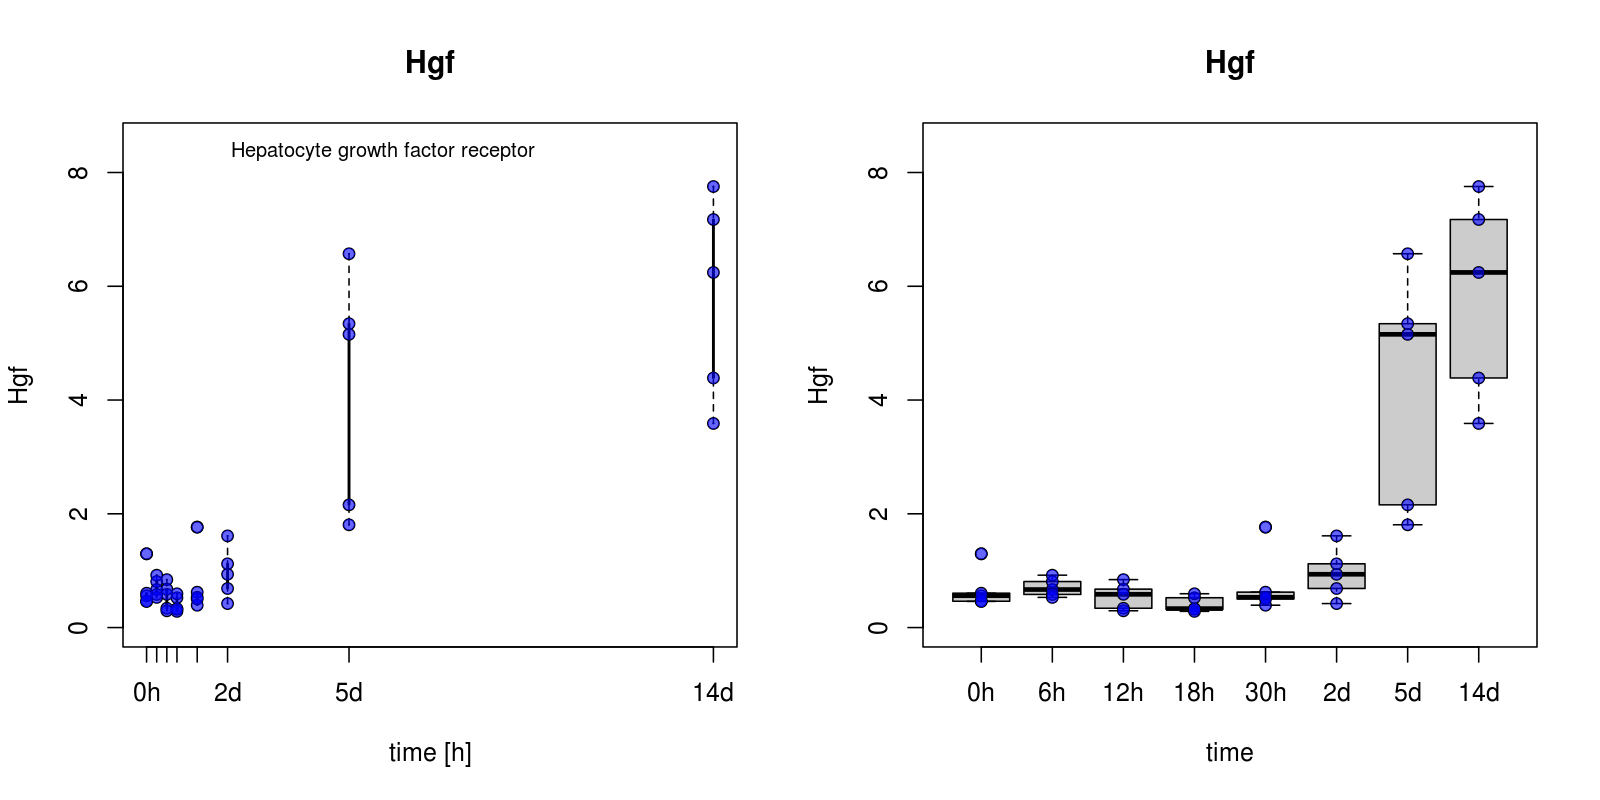 Hgf
Hepatocyte growth factor receptor
Hgf
8
6
4
2
0
0h 2d 5d 14d
time [h]
Hgf
Hgf
8
6
4
2
0
0h 6h 12h 18h 30h 2d 5d 14d
time